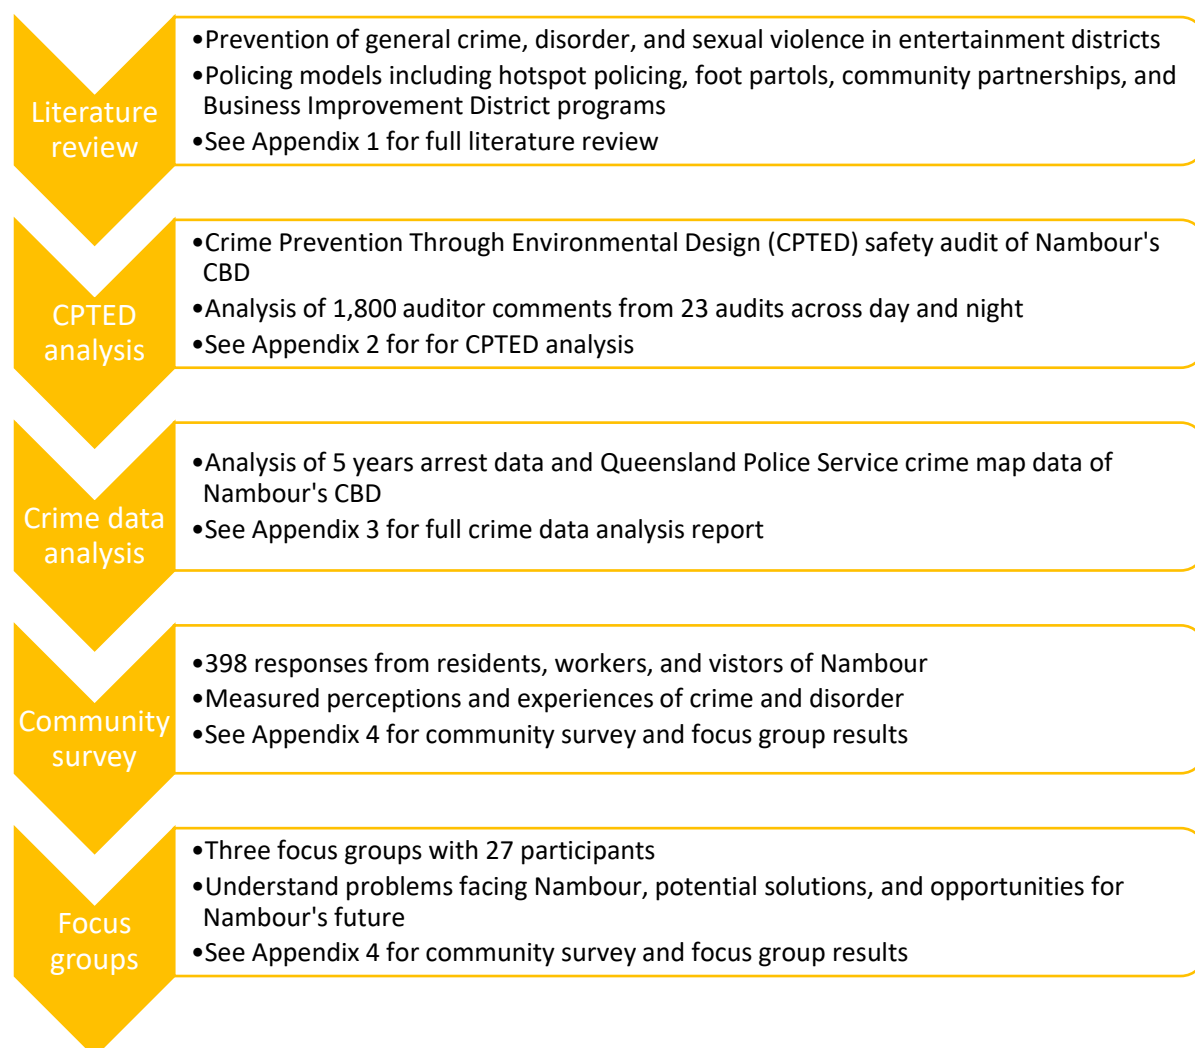 Literature
review
•Prevention of general crime, disorder, and sexual violence in entertainment districts
•Policing models including hotspot policing, foot partols, community partnerships, and
Business Improvement District programs
•See Appendix 1 for full literature review
CPTED
analysis
•Crime Prevention Through Environmental Design (CPTED) safety audit of Nambour's
CBD
•Analysis of 1,800 auditor comments from 23 audits across day and night
•See Appendix 2 for for CPTED analysis
Crime data
analysis
•Analysis of 5 years arrest data and Queensland Police Service crime map data of
Nambour's CBD
•See Appendix 3 for full crime data analysis report
Community
survey
•398 responses from residents, workers, and vistors of Nambour
•Measured perceptions and experiences of crime and disorder
•See Appendix 4 for community survey and focus group results
Focus
groups
•Three focus groups with 27 participants
•Understand problems facing Nambour, potential solutions, and opportunities for
Nambour's future
•See Appendix 4 for community survey and focus group results